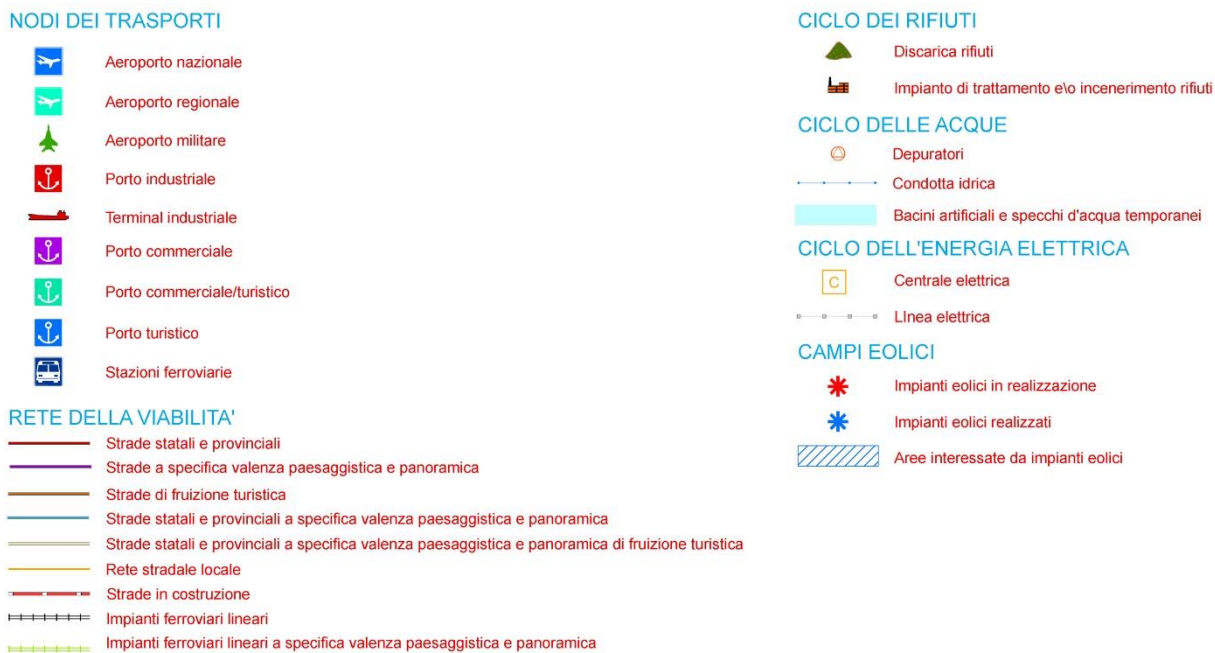 NODI DEI TRASPORTI
Aeroporto nazionale
Aeroporto regionale
Aeroporto militare
Porto industriale
Terminal industriale
Porto commerciale
Porto commerciale/turistico
Porto turistico
Stazioni ferroviarie
RETE DELLA VIABILITA'
Strade statali e provinciali
Strade a specifica valenza paesaggistica e panoramica
Strade di fruizione turistica
Strade statali e provinciali a specifica valenza paesaggistica e panoramica
Strade statali e provinciali a specifica valenza paesaggistica e panoramica di fruizione turistica
Rete stradale locale
Strade in costruzione
Impianti ferroviari lineari
Impianti ferroviari lineari a specifica valenza paesaggistica e panoramica
CICLO DEI RIFIUTI
Discarica rifiuti
Impianto di trattamento e\o incenerimento rifiuti
CICLO DELLE ACQUE
Depuratori
Condotta idrica
Bacini artificiali e specchi d'acqua temporanei
CICLO DELL'ENERGIA ELETTRICA
C Centrale elettrica
LInea elettrica
CAMPI EOLICI
Impianti eolici in realizzazione
Impianti eolici realizzati
Aree interessate da impianti eolici